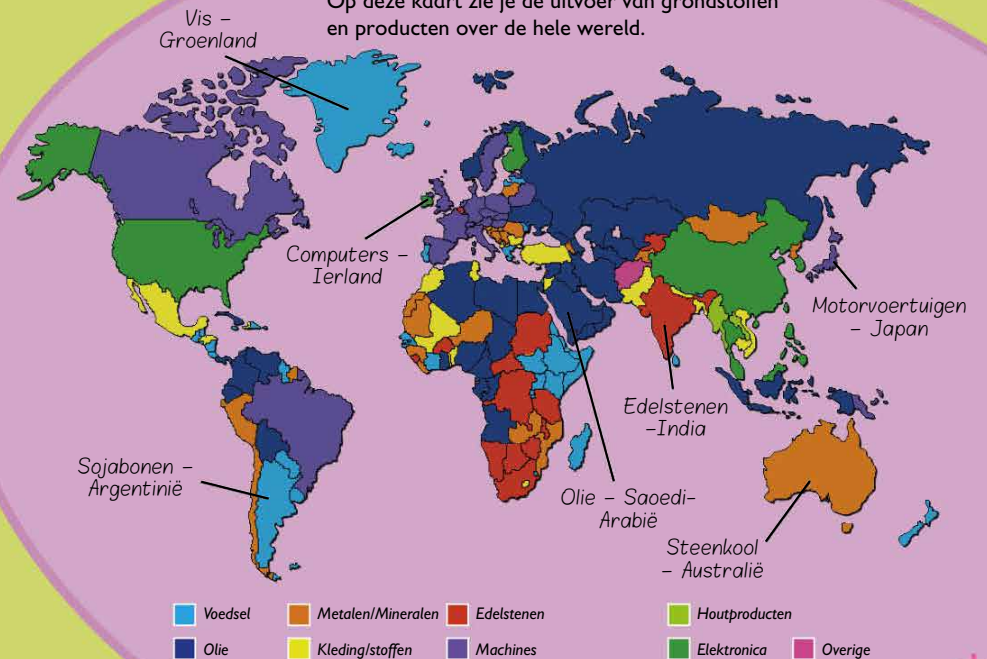 Op deze kaart zie je de uitvoer van grondstoffen
en producten over de hele wereld.
Vis –
Groenland
Computers –
Ierland
Motorvoertuigen
– Japan
Edelstenen
–India
Sojabonen –
Argentinië
Olie – Saoedi-
Arabië
Steenkool
– Australië
Voedsel
Metalen/Mineralen
Edelstenen
Houtproducten
Olie
Kleding/stoffen
Machines
Elektronica
Overige